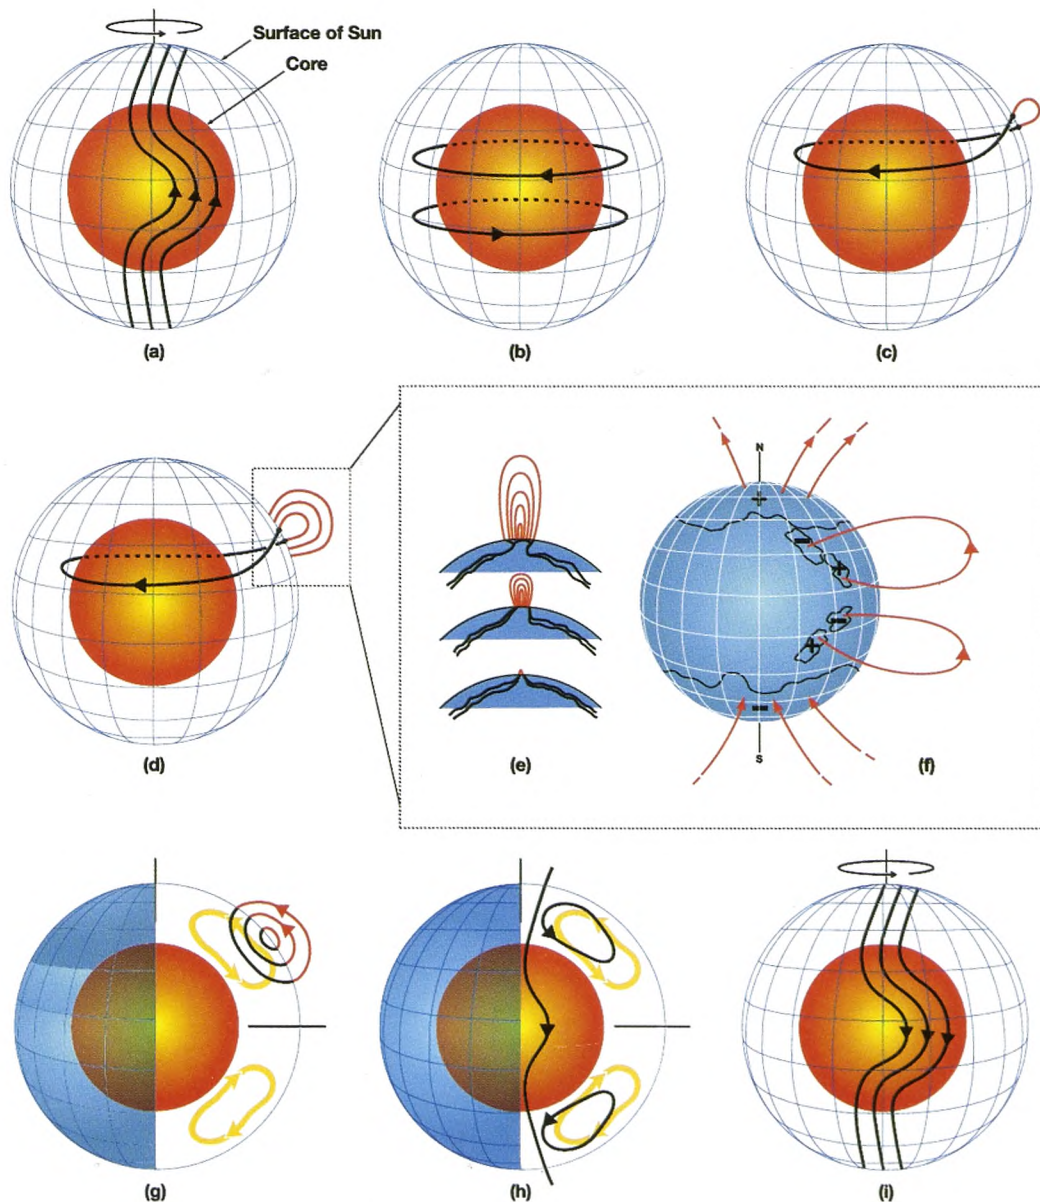 Surface of Sun
Core
(a)
(b)
(c)
(d)
(e)
N
+
−
+
−
+
−
S
(f)
(g)
(h)
(i)